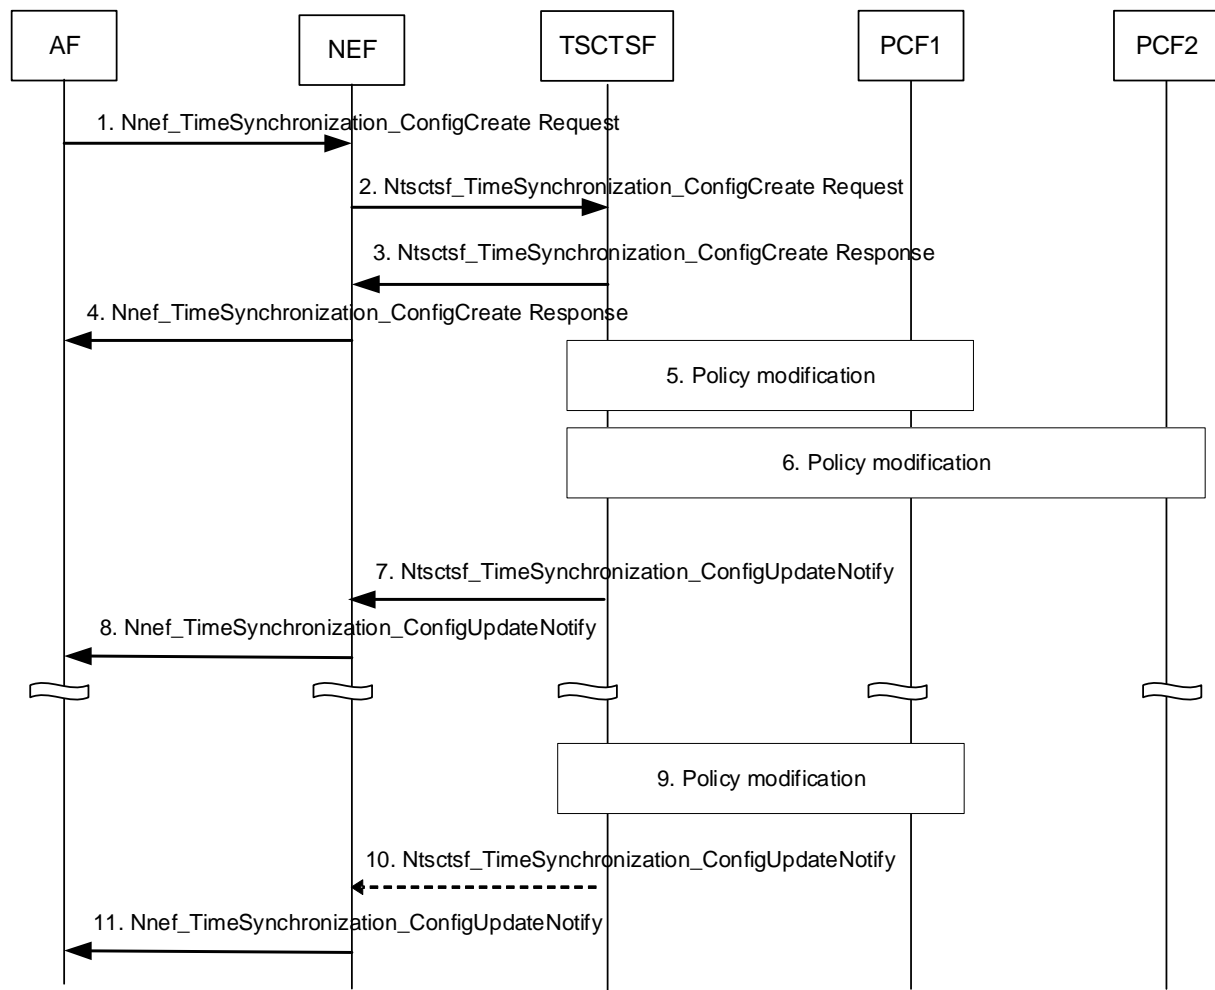 AF
NEF
TSCTSF
PCF1
PCF2
1. Nnef_TimeSynchronization_ConfigCreate Request
2. Ntsctsf_TimeSynchronization_ConfigCreate Request
3. Ntsctsf_TimeSynchronization_ConfigCreate Response
4. Nnef_TimeSynchronization_ConfigCreate Response
5. Policy modification
6. Policy modification
7. Ntsctsf_TimeSynchronization_ConfigUpdateNotify
8. Nnef_TimeSynchronization_ConfigUpdateNotify
9. Policy modification
10. Ntsctsf_TimeSynchronization_ConfigUpdateNotify
11. Nnef_TimeSynchronization_ConfigUpdateNotify